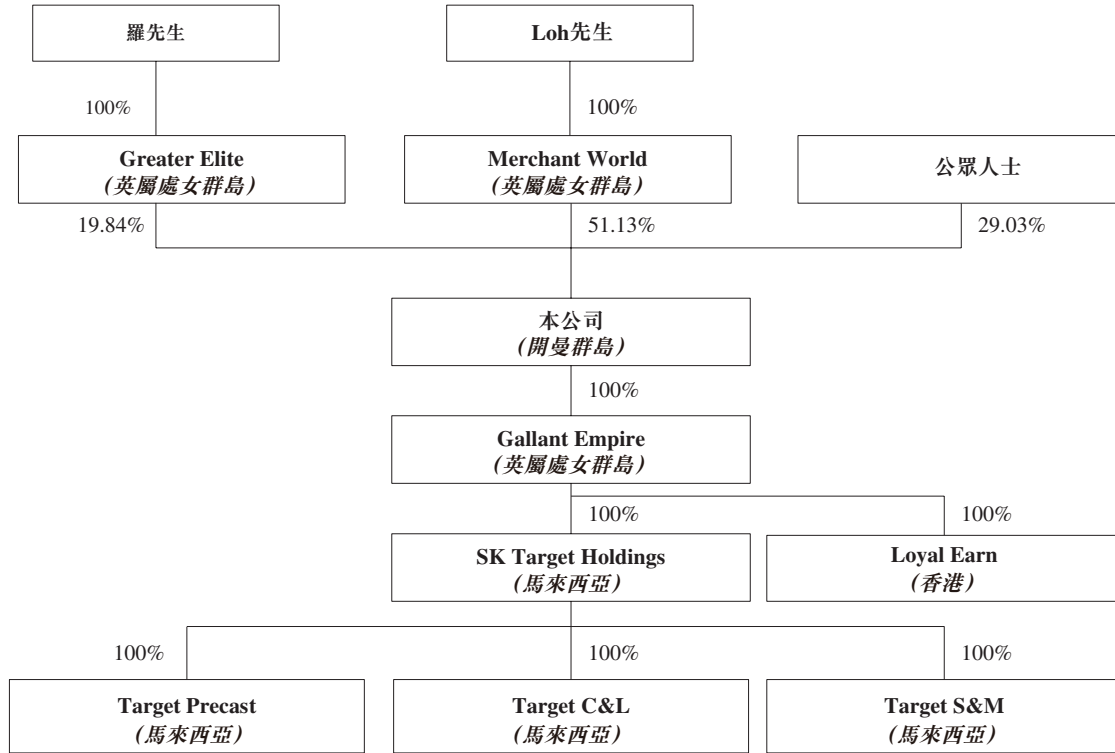 羅先生
Loh先生
100%
100%
Greater Elite
(英屬處女群島)
Merchant World
(英屬處女群島)
公眾人士
19.84%
51.13%
29.03%
本公司
(開曼群島)
100%
Gallant Empire
(英屬處女群島)
100%
100%
SK Target Holdings
(馬來西亞)
Loyal Earn
(香港)
100%
100%
100%
Target Precast
(馬來西亞)
Target C&L
(馬來西亞)
Target S&M
(馬來西亞)